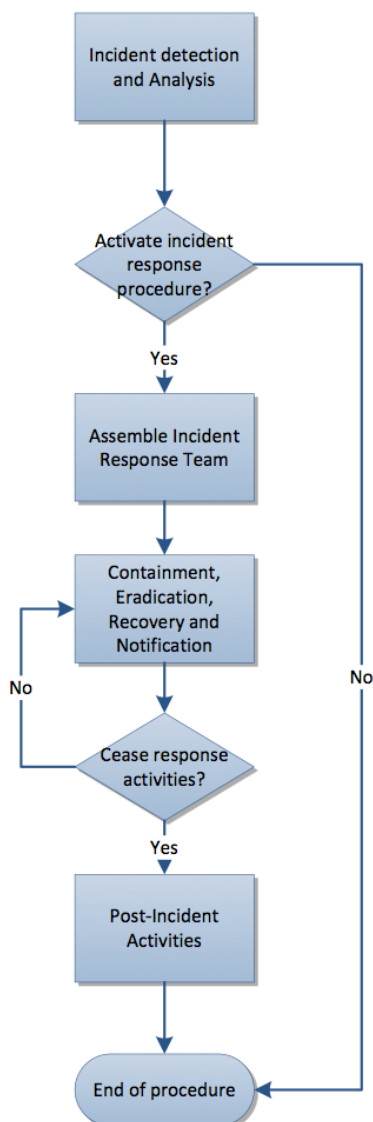 Incident detection
and Analysis
Activate incident
response
procedure?
Yes
Assemble Incident
Response Team
Containment,
Eradication,
Recovery and
Notification
No
No
Cease response
activities?
Yes
Post-Incident
Activities
End of procedure